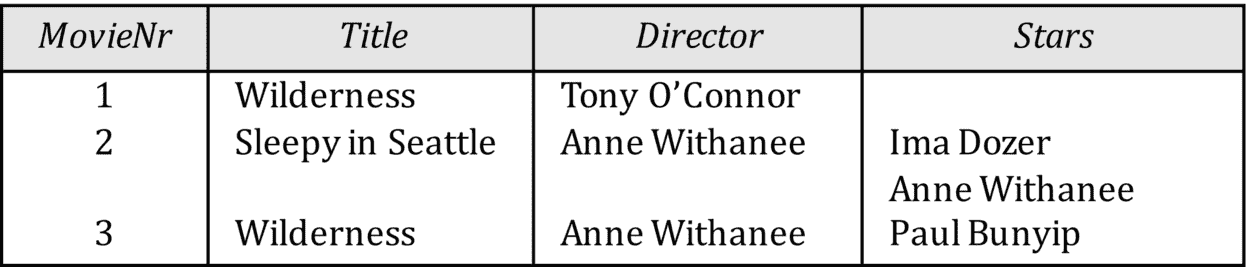 MovieNr Title Director Stars
1 Wilderness Tony O’Connor
2 Sleepy in Seattle Anne Withanee Ima Dozer
Anne Withanee
3 Wilderness Anne Withanee Paul Bunyip